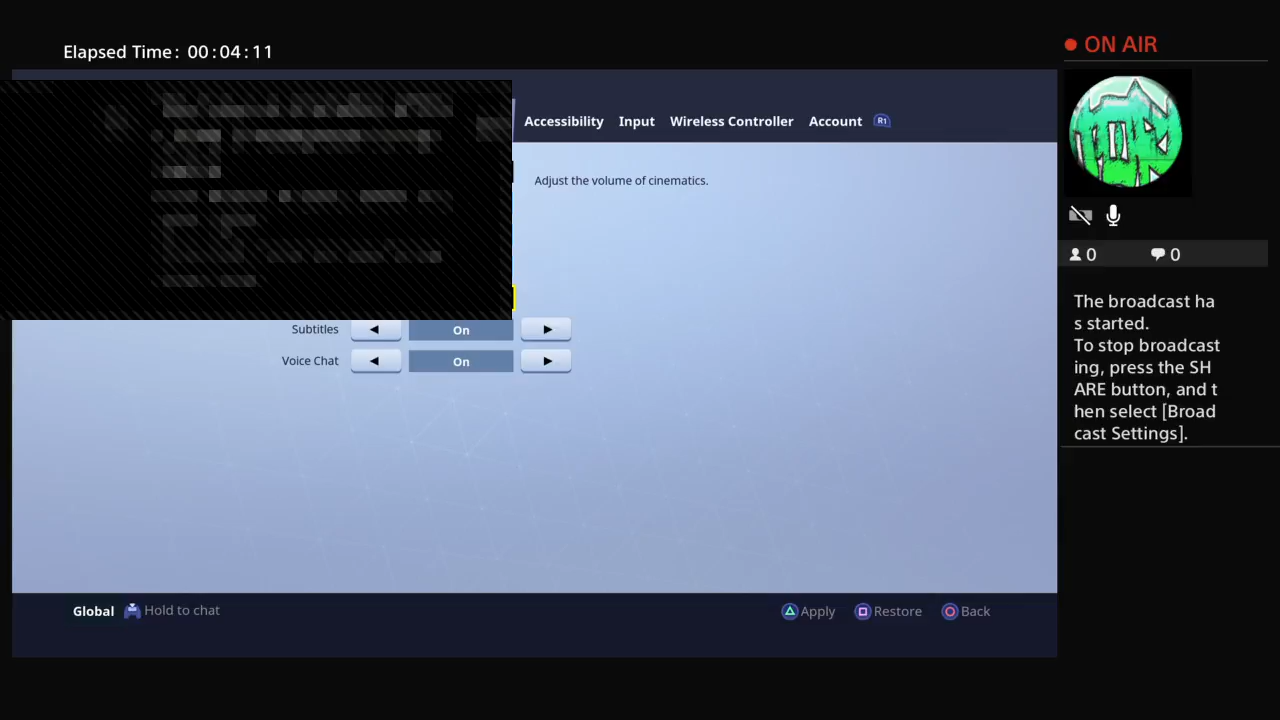 Elapsed Time: 00:04:11
ON AIR
Accessibility Input Wireless Controller Account R1
Adjust the volume of cinematics.
0 0
The broadcast ha
s started.
To stop broadcast
ing, press the SH
ARE button, and t
hen select [Broad
cast Settings].
Subtitles On
Voice Chat On
Global Hold to chat
Apply Restore Back